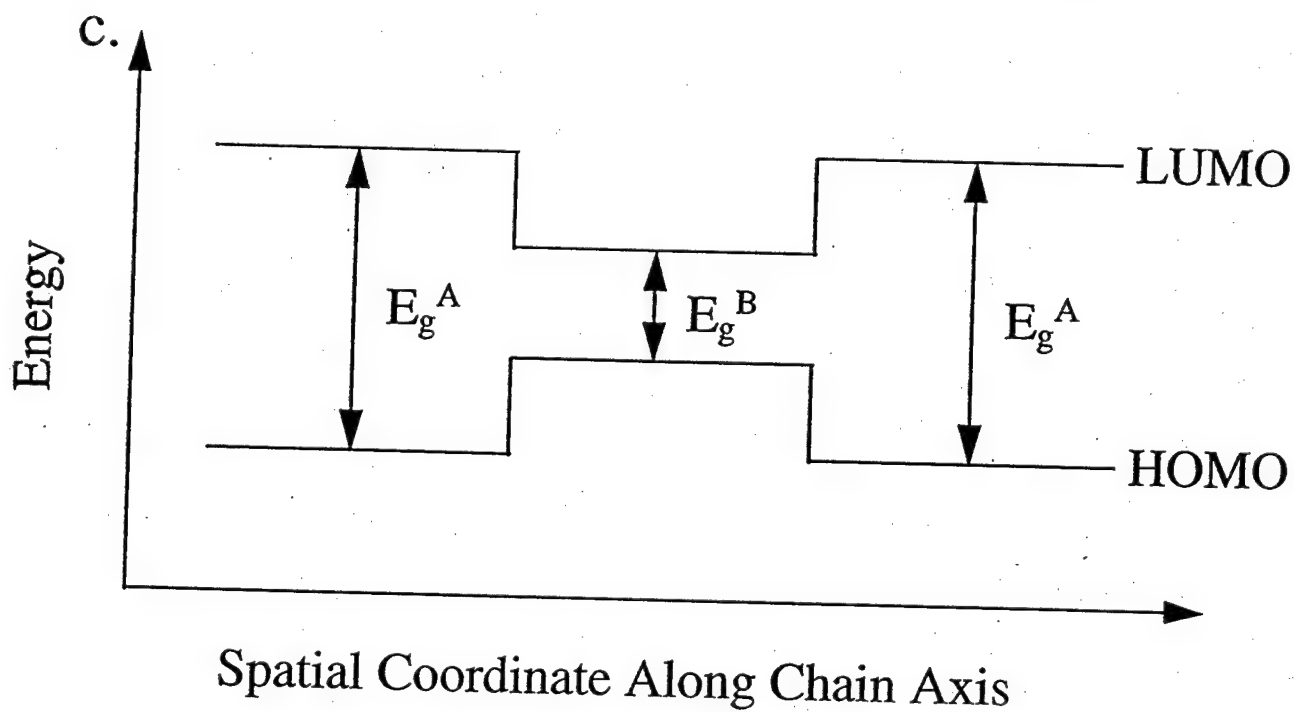 c.
LUMO
E_g^A
E_g^B
E_g^A
Energy
HOMO
Spatial Coordinate Along Chain Axis